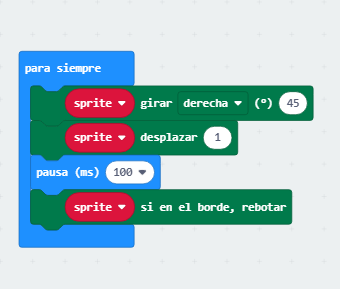 para siempre
sprite girar derecha (°) 45
sprite desplazar 1
pausa (ms) 100
sprite si en el borde, rebotar